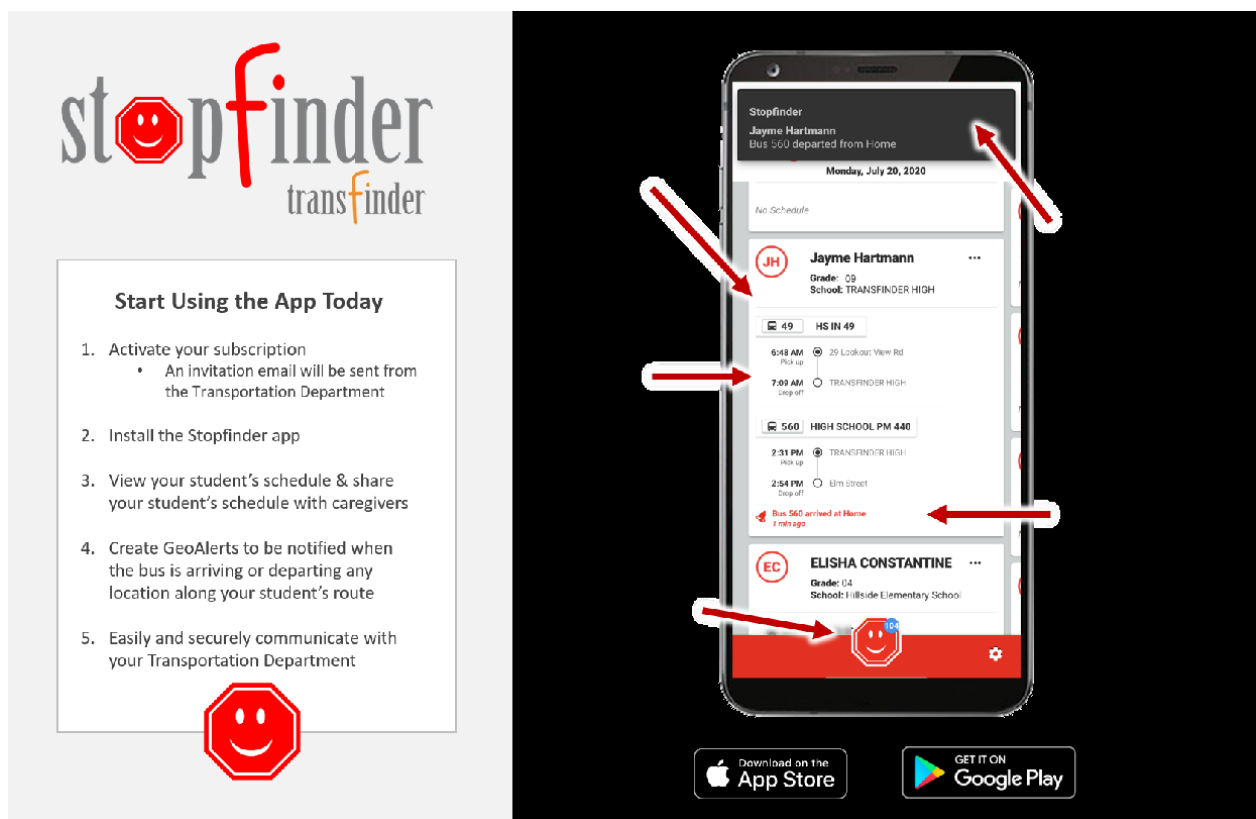 stopfinder
transfinder
Start Using the App Today
1. Activate your subscription
• An invitation email will be sent from
the Transportation Department
2. Install the Stopfinder app
3. View your student's schedule & share
your student's schedule with caregivers
4. Create GeoAlerts to be notified when
the bus is arriving or departing any
location along your student's route
5. Easily and securely communicate with
your Transportation Department
Stopfinder
Jayme Hartmann
Bus 560 departed from Home
Monday, July 20, 2020
No Schedule
JH
Jayme Hartmann
Grade: 09
School: TRANSFINDER HIGH
49 HS IN 49
6:48 AM 29 Lookout View Rd
Pick up
7:09 AM TRANSFINDER HIGH
Drop off
560 HIGH SCHOOL PM 440
2:31 PM TRANSFINDER HIGH
Pick up
2:54 PM Elm Street
Drop off
Bus 560 arrived at Home
1 min ago
EC
ELISHA CONSTANTINE
Grade: 04
School: Hillside Elementary School
104
Download on the
App Store
GET IT ON
Google Play